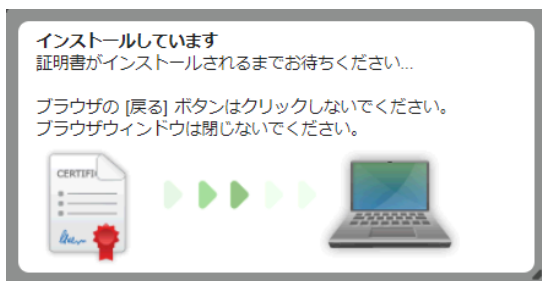 インストールしています
証明書がインストールされるまでお待ちください...
ブラウザの [戻る] ボタンはクリックしないでください。
ブラウザウィンドウは閉じないでください。